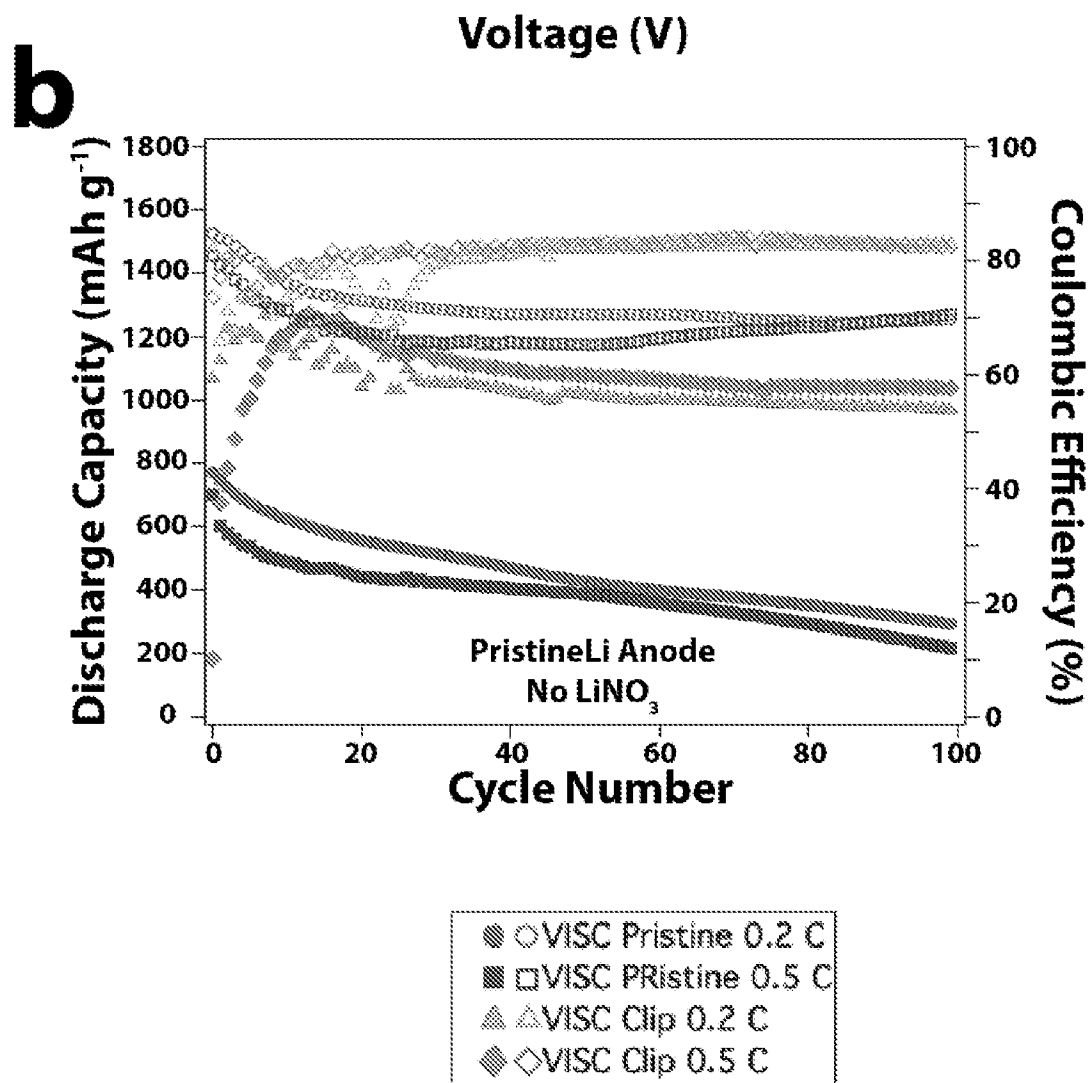 Voltage (V)
b
Discharge Capacity (mAh g⁻¹)
1800
1600
1400
1200
1000
800
600
400
200
0
100
80
60
40
20
0
Coulombic Efficiency (%)
PristineLi Anode
No LiNO₃
0 20 40 60 80 100
Cycle Number
VISC Pristine 0.2 C
VISC PRistine 0.5 C
VISC Clip 0.2 C
VISC Clip 0.5 C